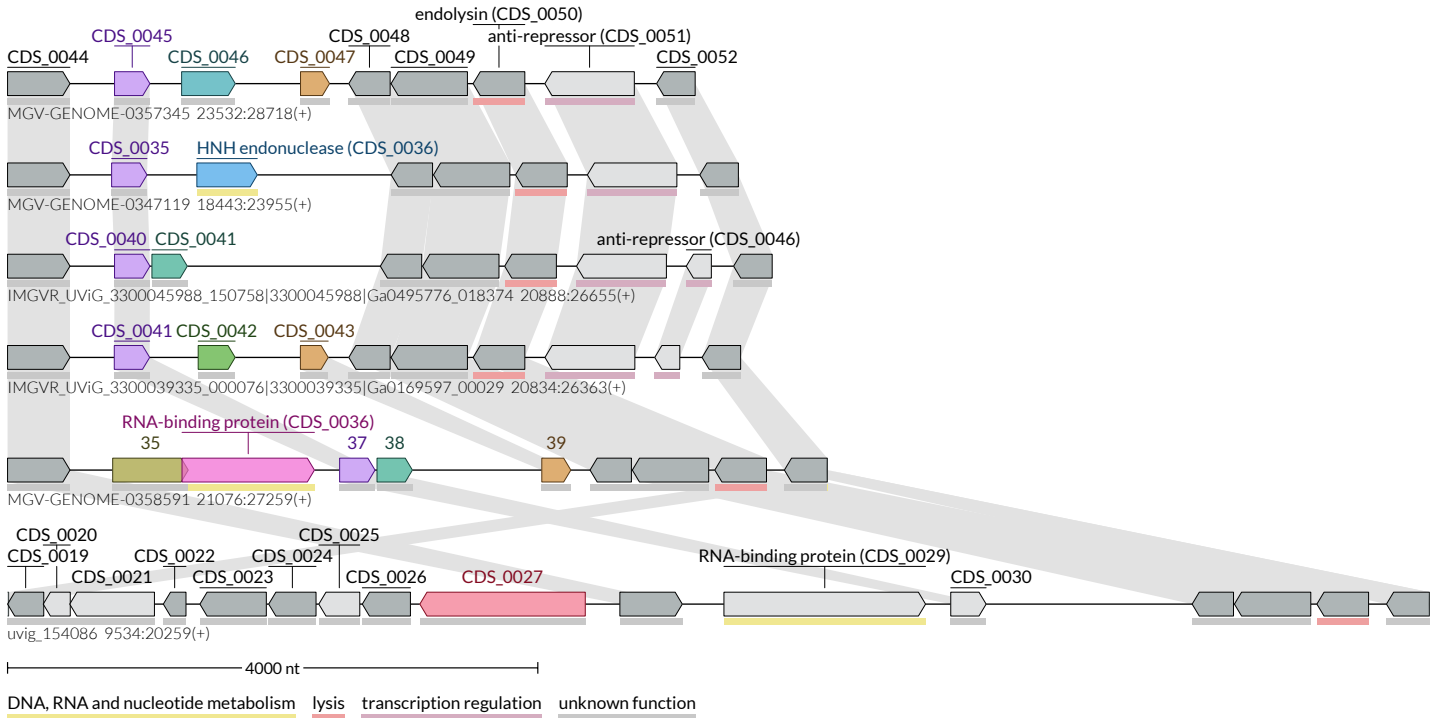 endolysin (CDS_0050)
CDS_0045 CDS_0048 anti-repressor (CDS_0051)
CDS_0044 CDS_0046 CDS_0047 CDS_0049 CDS_0052
MGV-GENOME-0357345 23532:28718(+)
CDS_0035 HNH endonuclease (CDS_0036)
MGV-GENOME-0347119 18443:23955(+)
CDS_0040 CDS_0041 anti-repressor (CDS_0046)
IMGVR_UViG_3300045988_150758|3300045988|Ga0495776_018374 20888:26655(+)
CDS_0041 CDS_0042 CDS_0043
IMGVR_UViG_3300039335_000076|3300039335|Ga0169597_00029 20834:26363(+)
RNA-binding protein (CDS_0036)
35 37 38 39
MGV-GENOME-0358591 21076:27259(+)
CDS_0020 CDS_0025
CDS_0019 CDS_0022 CDS_0024 RNA-binding protein (CDS_0029)
CDS_0021 CDS_0023 CDS_0026 CDS_0027 CDS_0030
uvig_154086 9534:20259(+)
4000 nt
DNA, RNA and nucleotide metabolism lysis transcription regulation unknown function